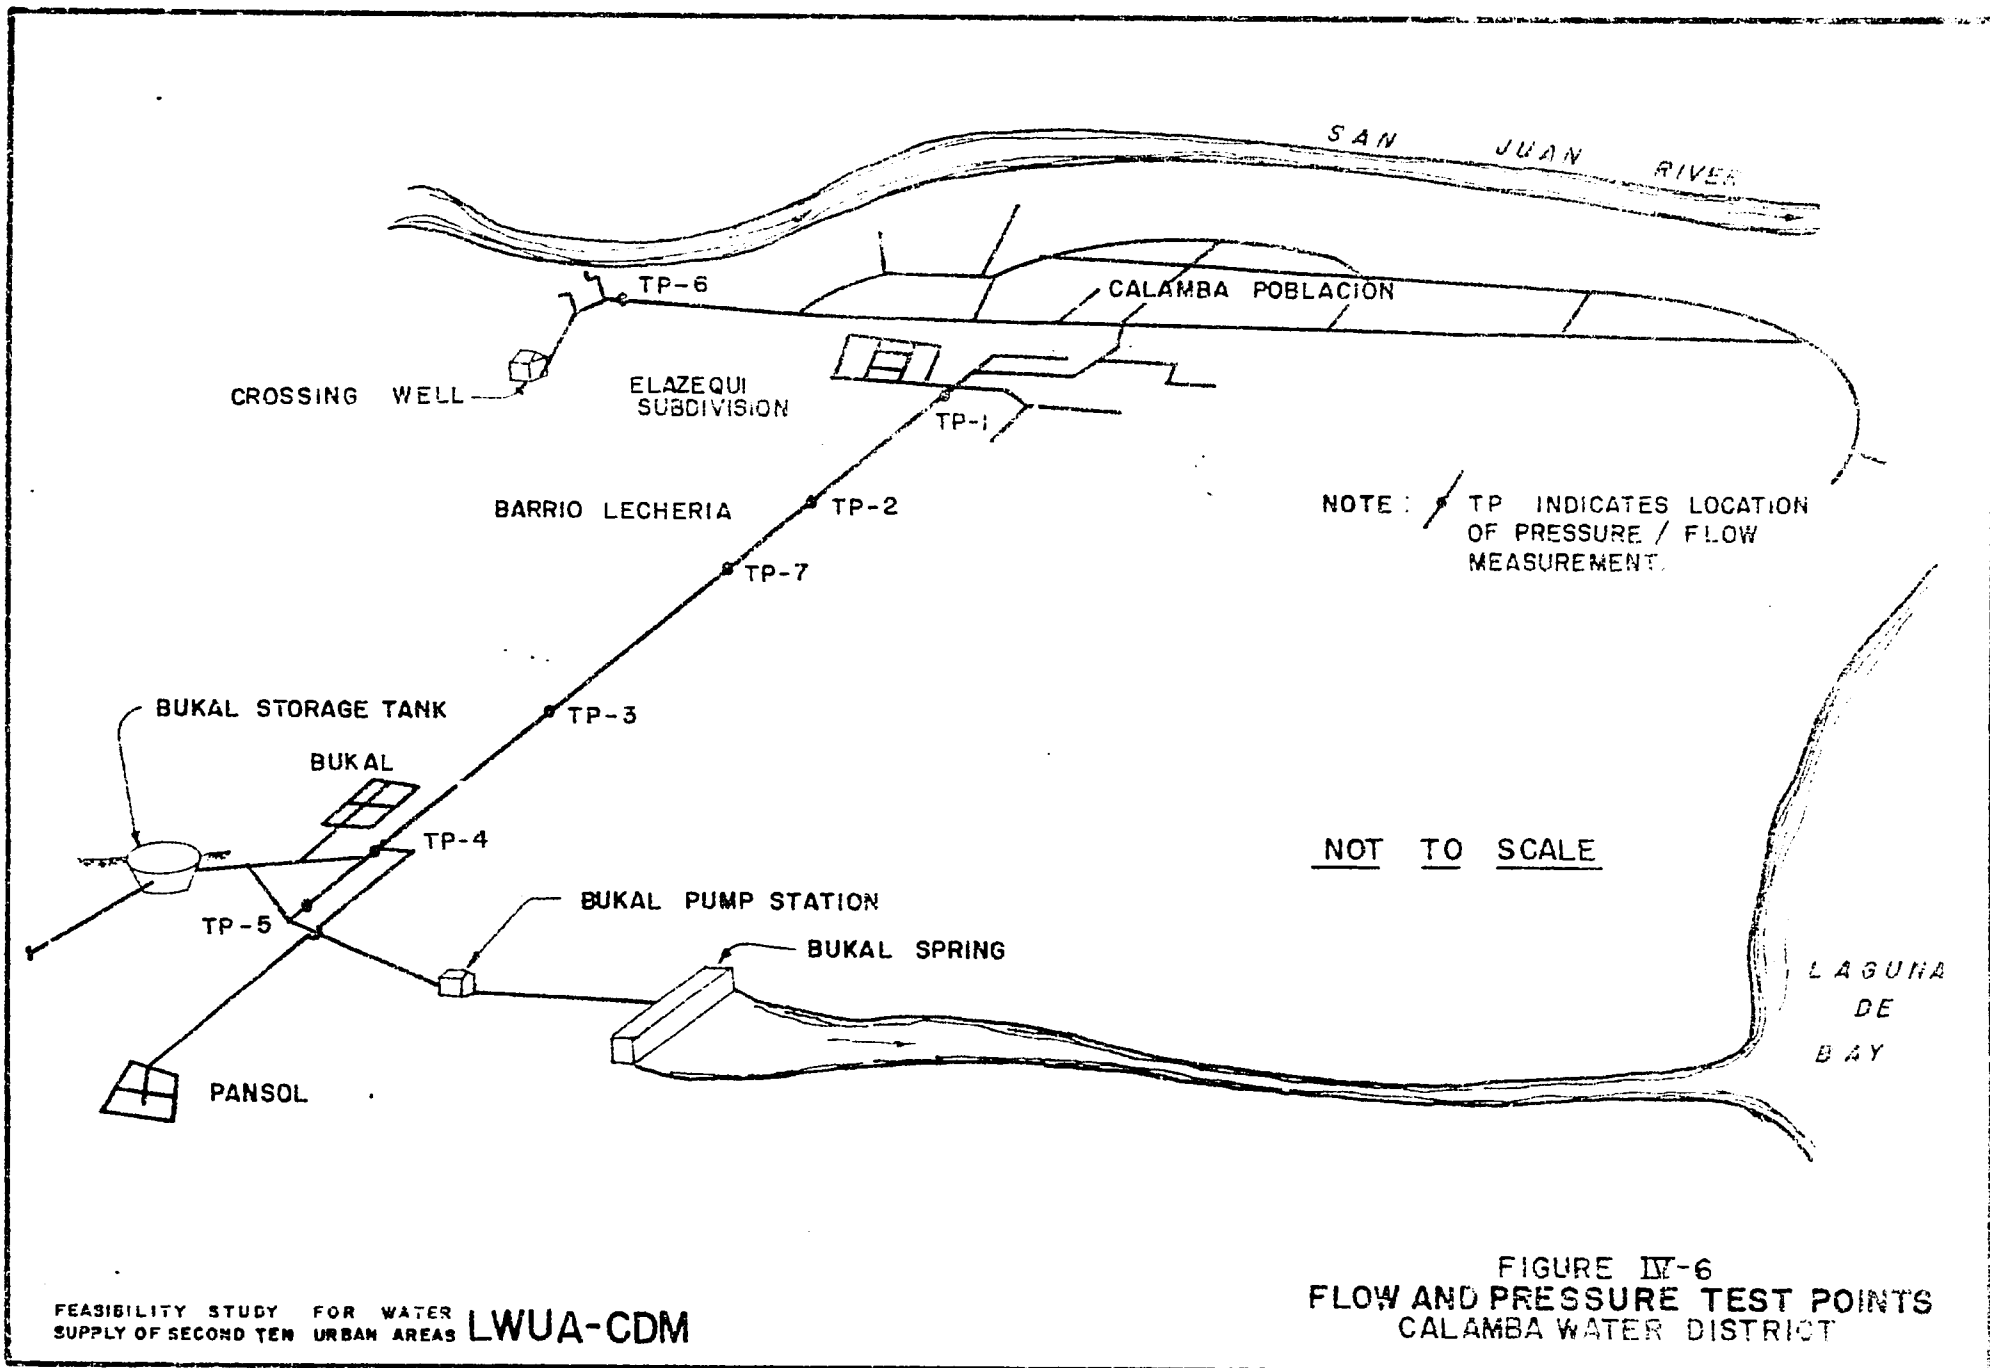 SAN JUAN RIVER
TP-6
CALAMBA POBLACION
CROSSING WELL
ELAZEQUI
SUBDIVISION
TP-1
BARRIO LECHERIA
TP-2
NOTE : TP INDICATES LOCATION
OF PRESSURE / FLOW
MEASUREMENT.
TP-7
BUKAL STORAGE TANK
TP-3
BUKAL
TP-4
NOT TO SCALE
BUKAL PUMP STATION
TP-5
BUKAL SPRING
LAGUNA
DE
BAY
PANSOL
FIGURE IV-6
FLOW AND PRESSURE TEST POINTS
CALAMBA WATER DISTRICT
FEASIBILITY STUDY FOR WATER
SUPPLY OF SECOND TEN URBAN AREAS
LWUA-CDM